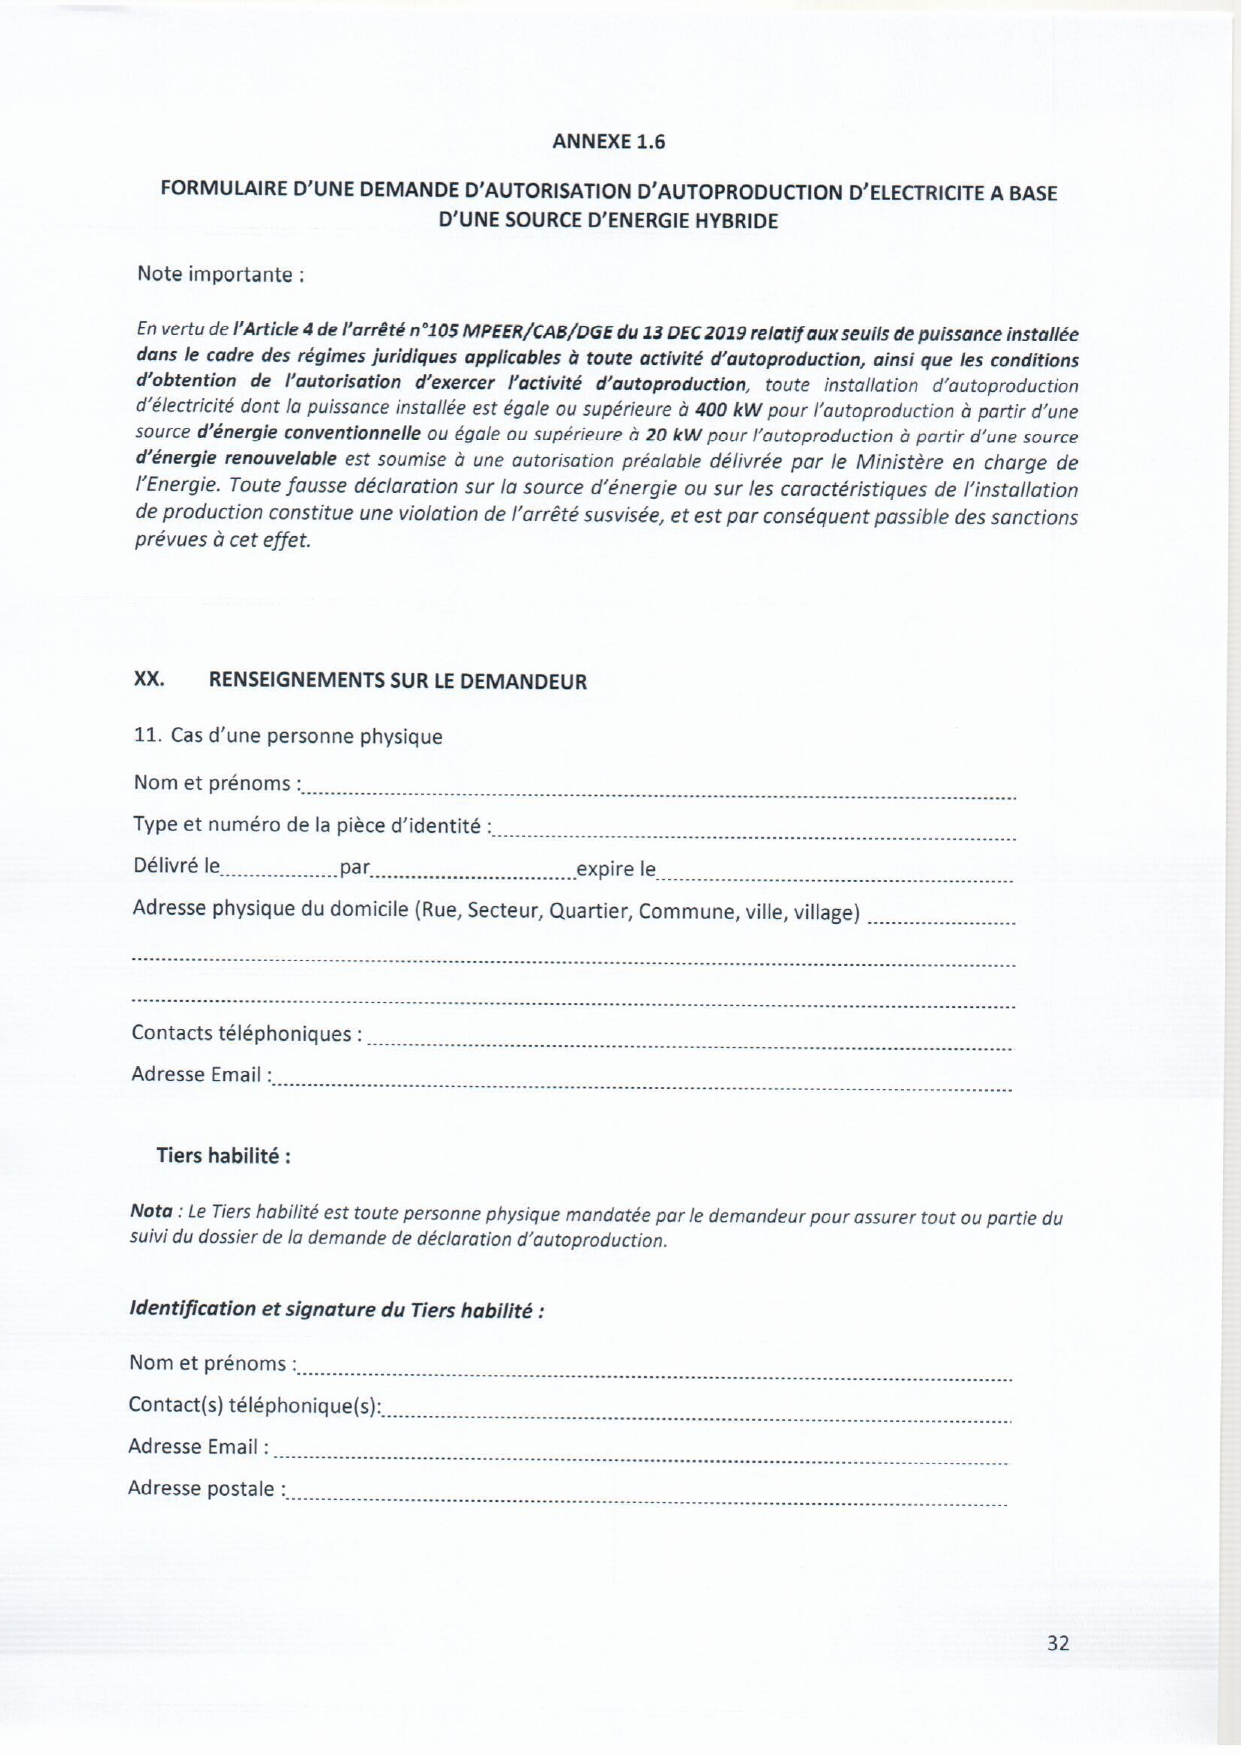 ANNEXE 1.6
FORMULAIRE D'UNE DEMANDE D'AUTORISATION D'AUTOPRODUCTION D'ELECTRICITE A BASE
D'UNE SOURCE D'ENERGIE HYBRIDE
Note importante :
En vertu de l'Article 4 de l'arrêté n°105 MPEER/CAB/DGE du 13 DEC 2019 relatif aux seuils de puissance installée
dans le cadre des régimes juridiques applicables à toute activité d'autoproduction, ainsi que les conditions
d'obtention de l'autorisation d'exercer l'activité d'autoproduction, toute installation d'autoproduction
d'électricité dont la puissance installée est égale ou supérieure à 400 kW pour l'autoproduction à partir d'une
source d'énergie conventionnelle ou égale ou supérieure à 20 kW pour l'autoproduction à partir d'une source
d'énergie renouvelable est soumise à une autorisation préalable délivrée par le Ministère en charge de
l'Energie. Toute fausse déclaration sur la source d'énergie ou sur les caractéristiques de l'installation
de production constitue une violation de l'arrêté susvisée, et est par conséquent passible des sanctions
prévues à cet effet.
XX. RENSEIGNEMENTS SUR LE DEMANDEUR
11. Cas d'une personne physique
Nom et prénoms :
Type et numéro de la pièce d'identité :
Délivré le par expire le
Adresse physique du domicile (Rue, Secteur, Quartier, Commune, ville, village)
Contacts téléphoniques :
Adresse Email :
Tiers habilité :
Nota : Le Tiers habilité est toute personne physique mandatée par le demandeur pour assurer tout ou partie du
suivi du dossier de la demande de déclaration d'autoproduction.
Identification et signature du Tiers habilité :
Nom et prénoms :
Contact(s) téléphonique(s):
Adresse Email :
Adresse postale :
32